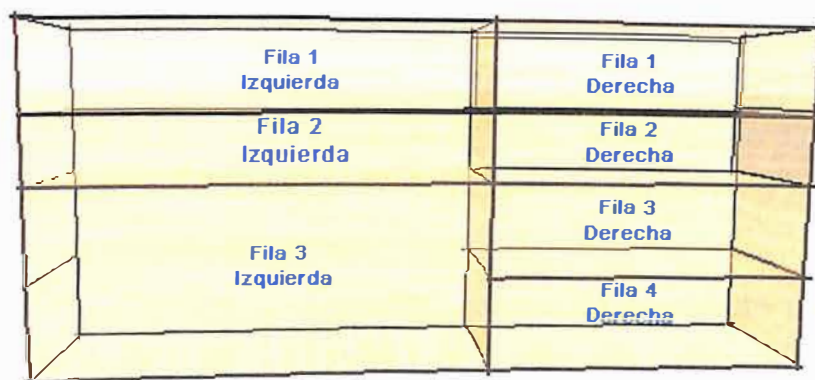 Fila 1
Izquierda
Fila 1
Derecha
Fila 2
Izquierda
Fila 2
Derecha
Fila 3
Izquierda
Fila 3
Derecha
Fila 4
Derecha